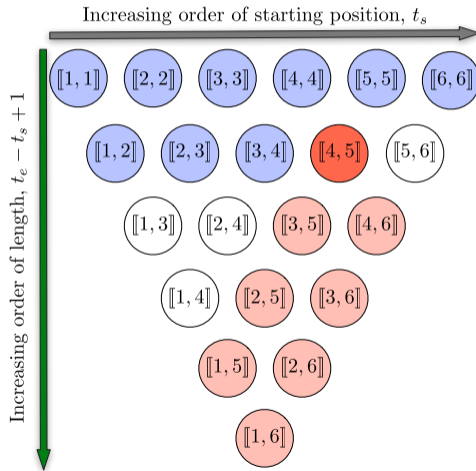 Increasing order of starting position, t_s
Increasing order of length, t_e − t_s + 1
⟦1, 1⟧ ⟦2, 2⟧ ⟦3, 3⟧ ⟦4, 4⟧ ⟦5, 5⟧ ⟦6, 6⟧
⟦1, 2⟧ ⟦2, 3⟧ ⟦3, 4⟧ ⟦4, 5⟧ ⟦5, 6⟧
⟦1, 3⟧ ⟦2, 4⟧ ⟦3, 5⟧ ⟦4, 6⟧
⟦1, 4⟧ ⟦2, 5⟧ ⟦3, 6⟧
⟦1, 5⟧ ⟦2, 6⟧
⟦1, 6⟧